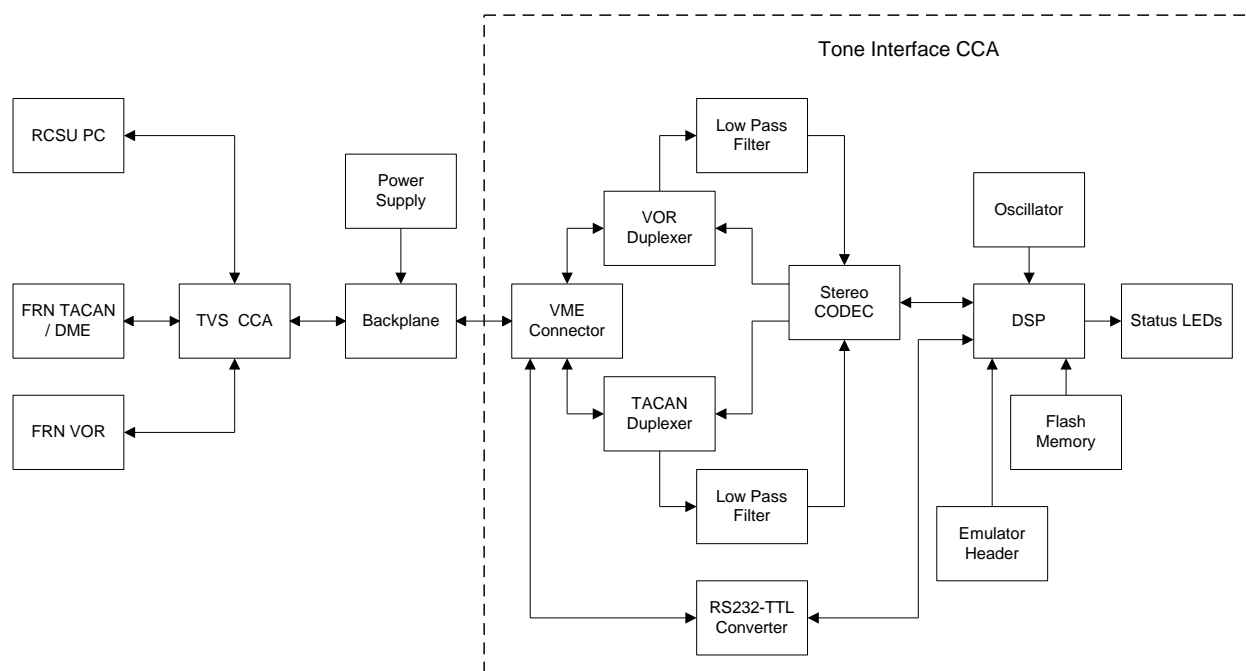 Tone Interface CCA
RCSU PC
Low Pass
Filter
Power
Supply
VOR
Duplexer
Oscillator
FRN TACAN
/ DME
TVS CCA
Backplane
VME
Connector
Stereo
CODEC
DSP
Status LEDs
TACAN
Duplexer
FRN VOR
Flash
Memory
Low Pass
Filter
Emulator
Header
RS232-TTL
Converter